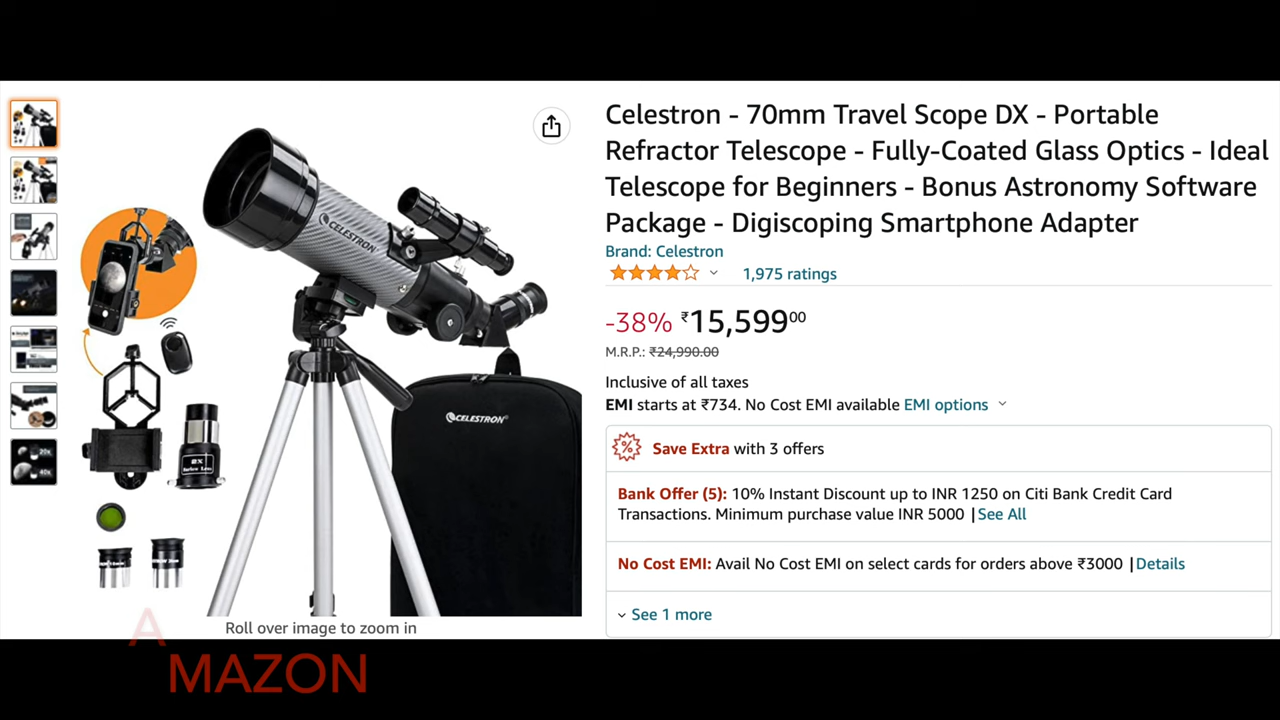 Celestron - 70mm Travel Scope DX - Portable
Refractor Telescope - Fully-Coated Glass Optics - Ideal
Telescope for Beginners - Bonus Astronomy Software
Package - Digiscoping Smartphone Adapter
Brand: Celestron
1,975 ratings
-38% ₹15,59900
M.R.P.: ₹24,990.00
Inclusive of all taxes
EMI starts at ₹734. No Cost EMI available EMI options
Save Extra with 3 offers
Bank Offer (5): 10% Instant Discount up to INR 1250 on Citi Bank Credit Card
Transactions. Minimum purchase value INR 5000 | See All
No Cost EMI: Avail No Cost EMI on select cards for orders above ₹3000 | Details
See 1 more
CELESTRON
CELESTRON
2X
Barlow Lens
Roll over image to zoom in
AMAZON